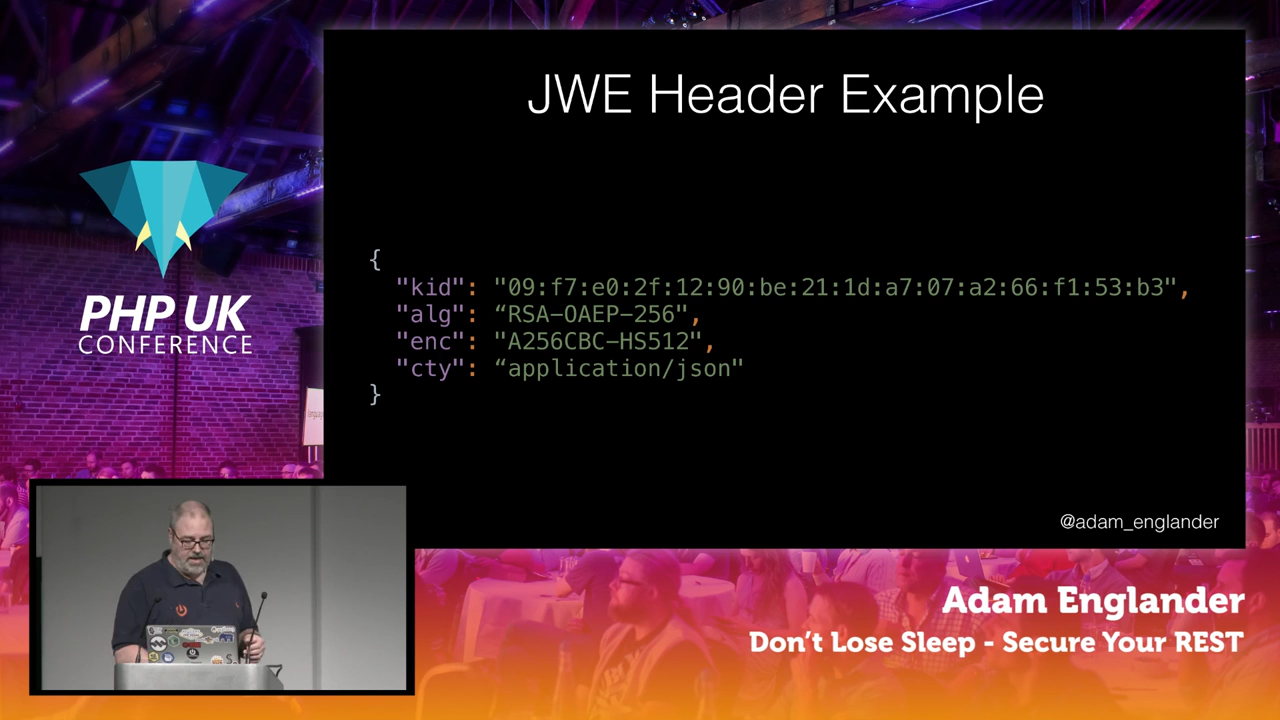 JWE Header Example
{
"kid": "09:f7:e0:2f:12:90:be:21:1d:a7:07:a2:66:f1:53:b3",
"alg": “RSA-OAEP-256",
"enc": "A256CBC-HS512",
"cty": “application/json"
}
@adam_englander
PHP UK
CONFERENCE
Adam Englander
Don’t Lose Sleep - Secure Your REST